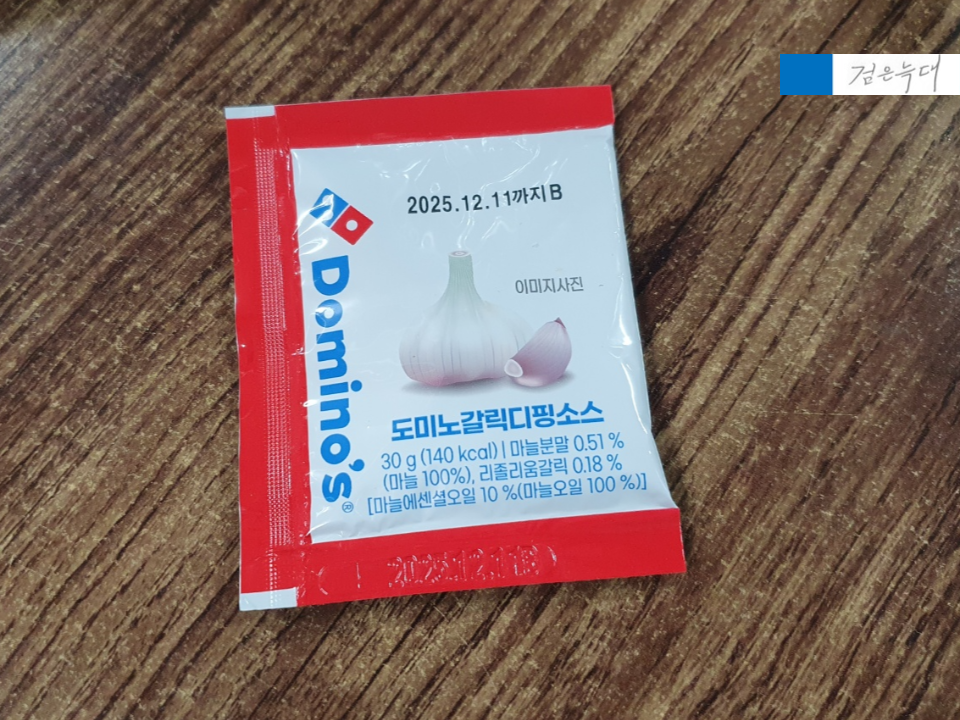 검은늑대
2025.12.11까지B
이미지사진
Domino's®
도미노갈릭디핑소스
30 g (140 kcal) | 마늘분말 0.51 %
(마늘 100%), 리졸리움갈릭 0.18 %
[마늘에센셜오일 10 %(마늘오일 100 %)]
2025.12.11B